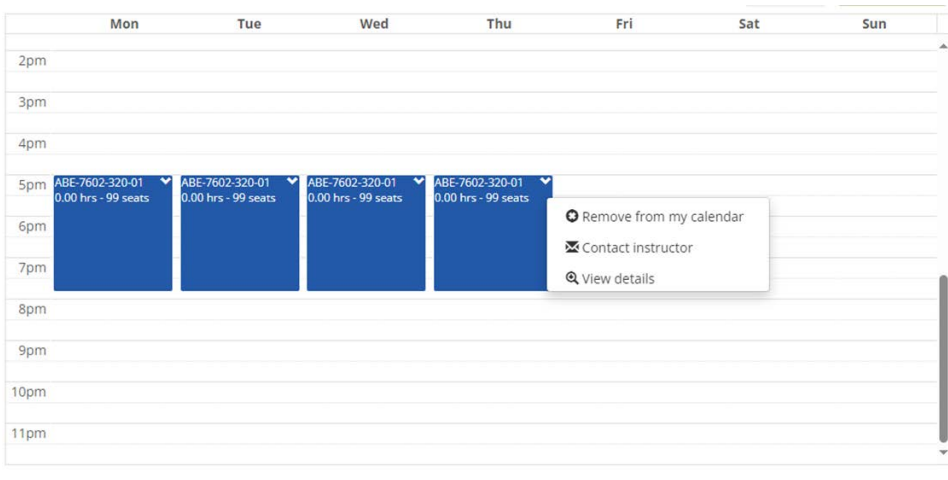 Mon Tue Wed Thu Fri Sat Sun
2pm
3pm
4pm
5pm
ABE-7602-320-01 ABE-7602-320-01 ABE-7602-320-01 ABE-7602-320-01
0.00 hrs - 99 seats 0.00 hrs - 99 seats 0.00 hrs - 99 seats 0.00 hrs - 99 seats
Remove from my calendar
6pm
Contact instructor
7pm
View details
8pm
9pm
10pm
11pm